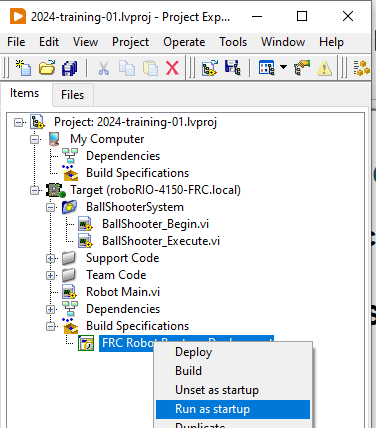 2024-training-01.lvproj - Project Exp...
File Edit View Project Operate Tools Window
Items Files
Project: 2024-training-01.lvproj
My Computer
Dependencies
Build Specifications
Target (roboRIO-4150-FRC.local)
BallShooterSystem
BallShooter_Begin.vi
BallShooter_Execute.vi
Support Code
Team Code
Robot Main.vi
Dependencies
Build Specifications
FRC Robot
Deploy
Build
Unset as startup
Run as startup
Duplicate